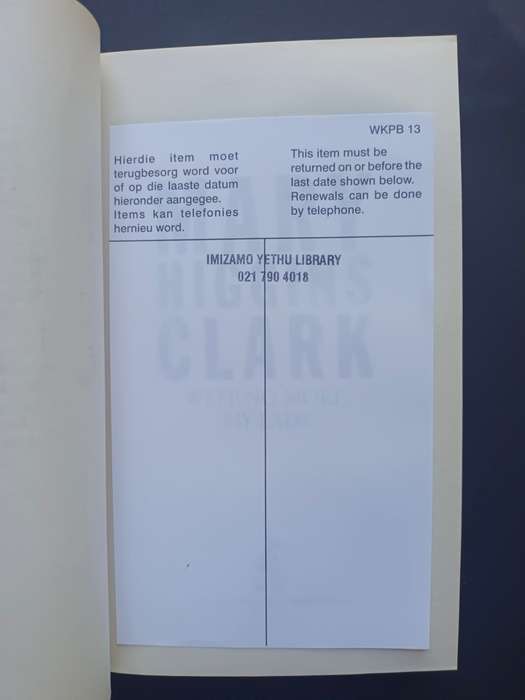 WKPB 13
Hierdie item moet
terugbesorg word voor
of op die laaste datum
hieronder aangegee.
Items kan telefonies
hernieu word.
This item must be
returned on or before the
last date shown below.
Renewals can be done
by telephone.
IMIZAMO YETHU LIBRARY
021 790 4018
HIGGINS
CLARK